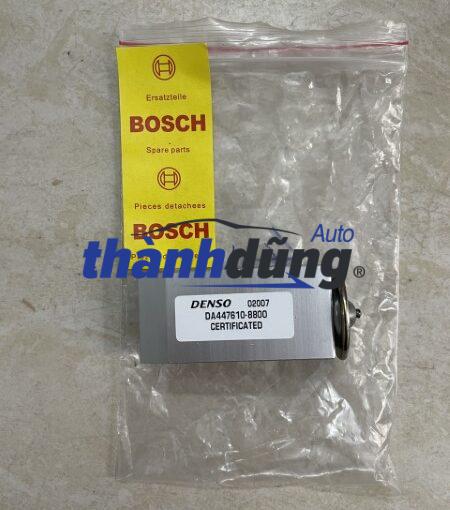 Ersatzteile
BOSCH
Spare parts
Pieces detachees
BOSCH
Auto
thànhdũng®
DENSO 02007
DA447610-8800
CERTIFICATED